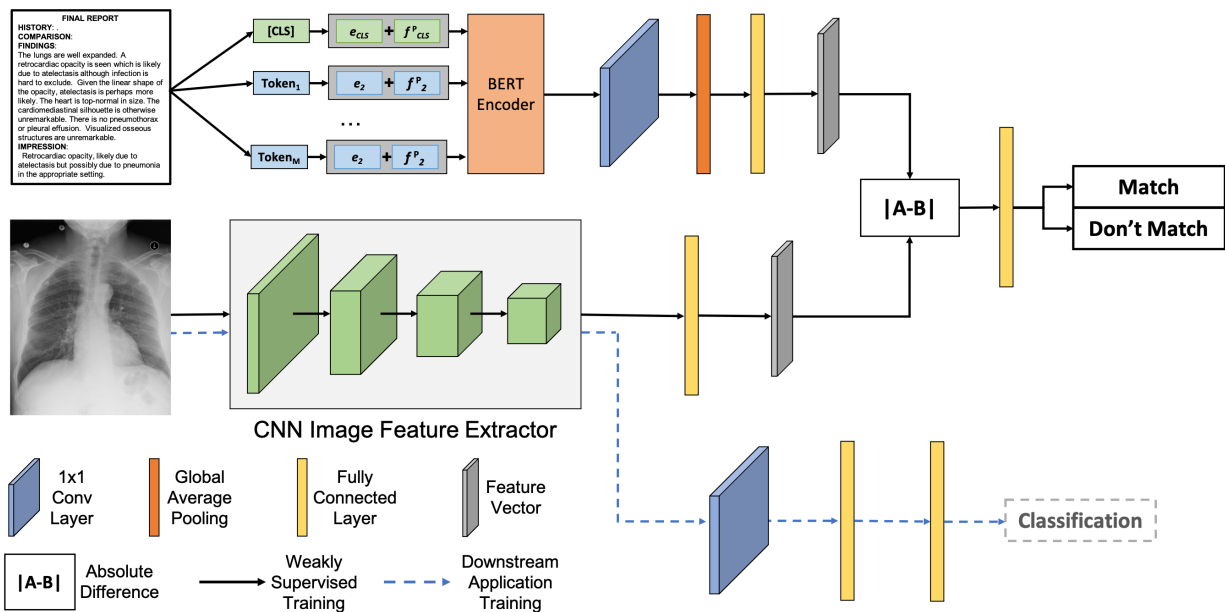 FINAL REPORT
HISTORY: .
COMPARISON:
FINDINGS:
The lungs are well expanded. A
retrocardiac opacity is seen which is likely
due to atelectasis although infection is
hard to exclude. Given the linear shape of
the opacity, atelectasis is perhaps more
likely. The heart is top-normal in size. The
cardiomediastinal silhouette is otherwise
unremarkable. There is no pneumothorax
or pleural effusion. Visualized osseous
structures are unremarkable.
IMPRESSION:
Retrocardiac opacity, likely due to
atelectasis but possibly due to pneumonia
in the appropriate setting.
[CLS]
e_CLS + f^P_CLS
Token_1
e_2 + f^P_2
...
Token_M
e_2 + f^P_2
BERT
Encoder
|A-B|
Match
Don't Match
CNN Image Feature Extractor
1x1
Conv
Layer
Global
Average
Pooling
Fully
Connected
Layer
Feature
Vector
Classification
|A-B|
Absolute
Difference
Weakly
Supervised
Training
Downstream
Application
Training